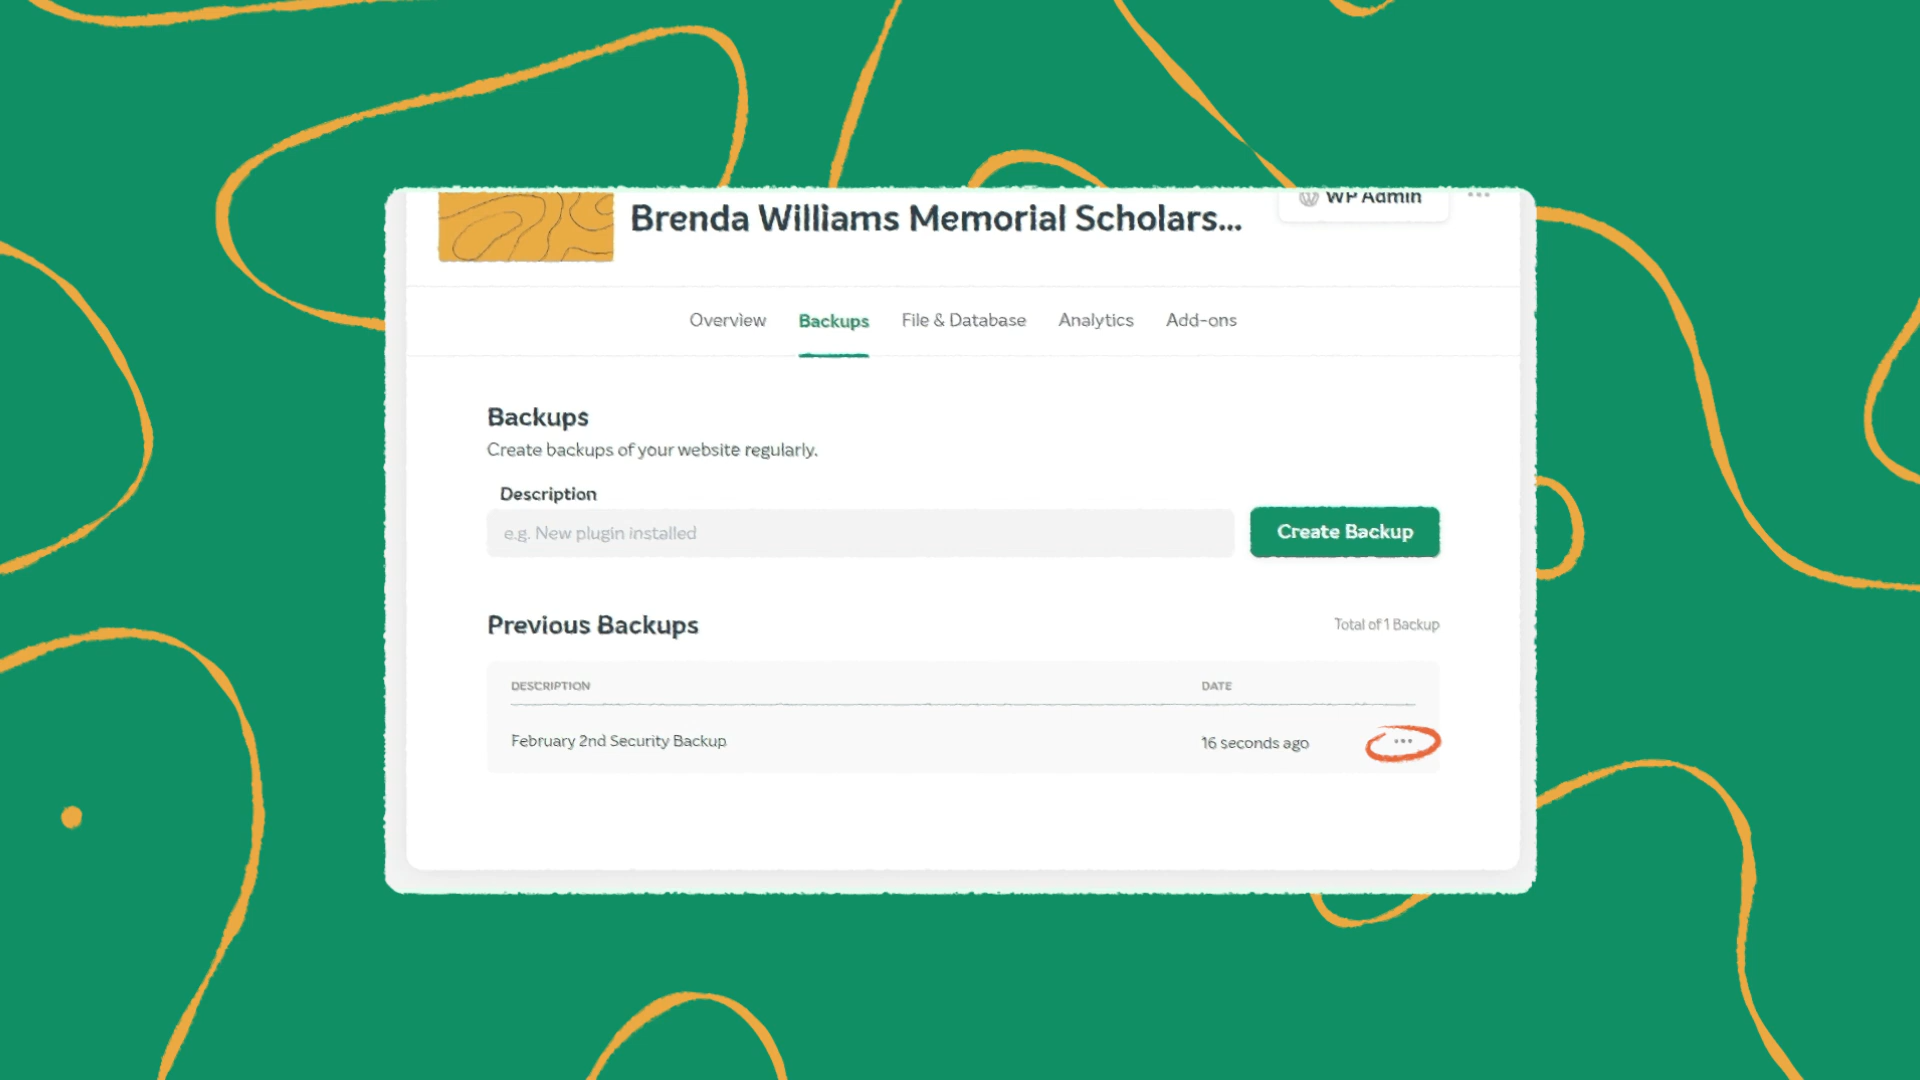 Brenda Williams Memorial Scholars...
WP Admin
Overview Backups File & Database Analytics Add-ons
Backups
Create backups of your website regularly.
Description
e.g. New plugin installed
Create Backup
Previous Backups
Total of 1 Backup
DESCRIPTION DATE
February 2nd Security Backup 16 seconds ago